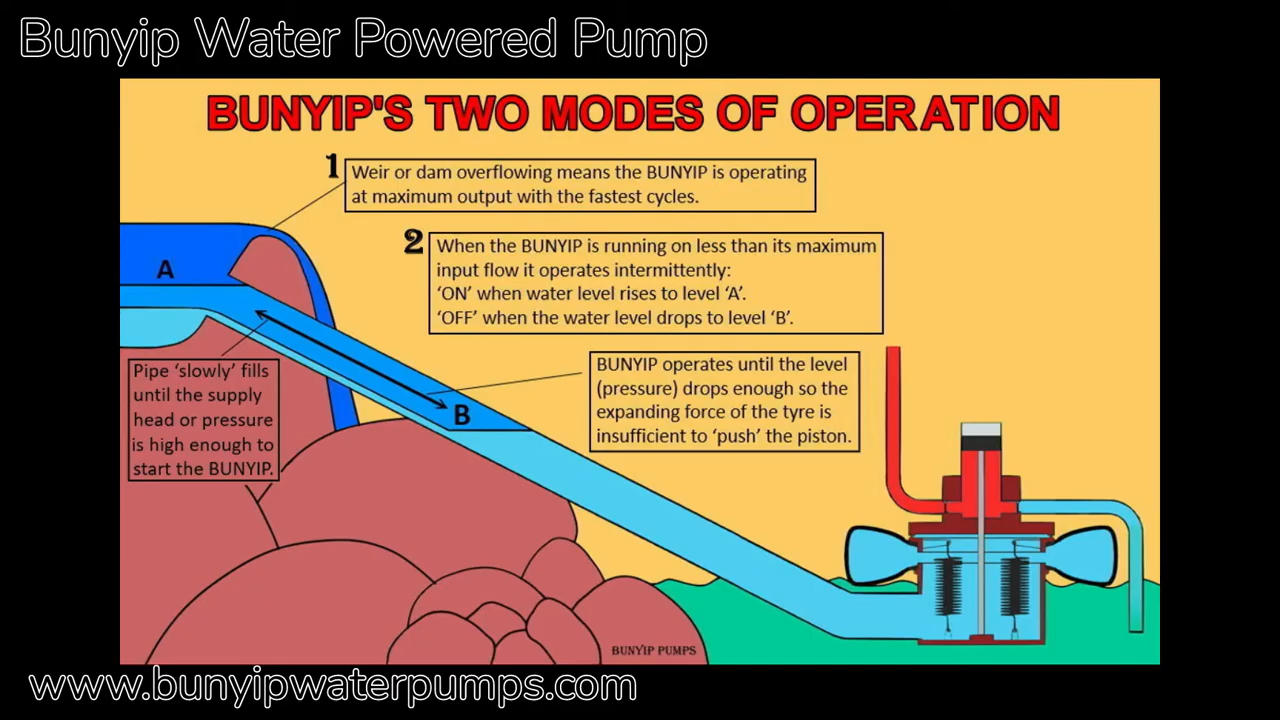 Bunyip Water Powered Pump
BUNYIP'S TWO MODES OF OPERATION
1
Weir or dam overflowing means the BUNYIP is operating
at maximum output with the fastest cycles.
2
When the BUNYIP is running on less than its maximum
input flow it operates intermittently:
‘ON’ when water level rises to level ‘A’.
‘OFF’ when the water level drops to level ‘B’.
A
BUNYIP operates until the level
(pressure) drops enough so the
expanding force of the tyre is
insufficient to ‘push’ the piston.
Pipe ‘slowly’ fills
until the supply
head or pressure
is high enough to
start the BUNYIP.
B
BUNYIP PUMPS
www.bunyipwaterpumps.com